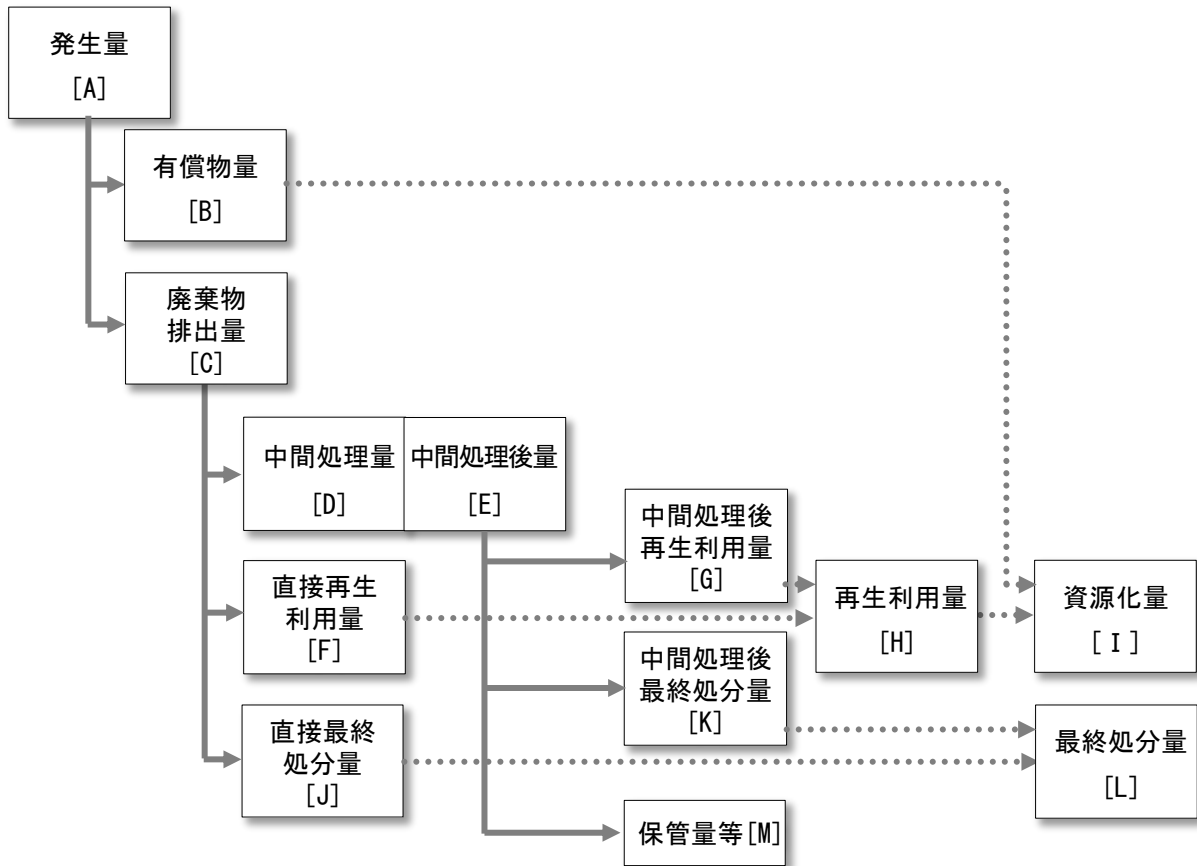 発生量
[A]
有償物量
[B]
廃棄物
排出量
[C]
中間処理量
[D]
中間処理後量
[E]
直接再生
利用量
[F]
直接最終
処分量
[J]
中間処理後
再生利用量
[G]
中間処理後
最終処分量
[K]
保管量等[M]
再生利用量
[H]
資源化量
[Ｉ]
最終処分量
[L]